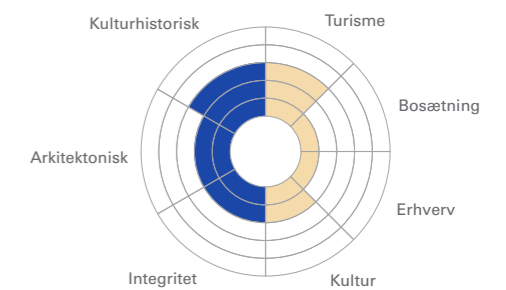 Kulturhistorisk
Turisme
Bosætning
Arkitektonisk
Erhverv
Integritet
Kultur